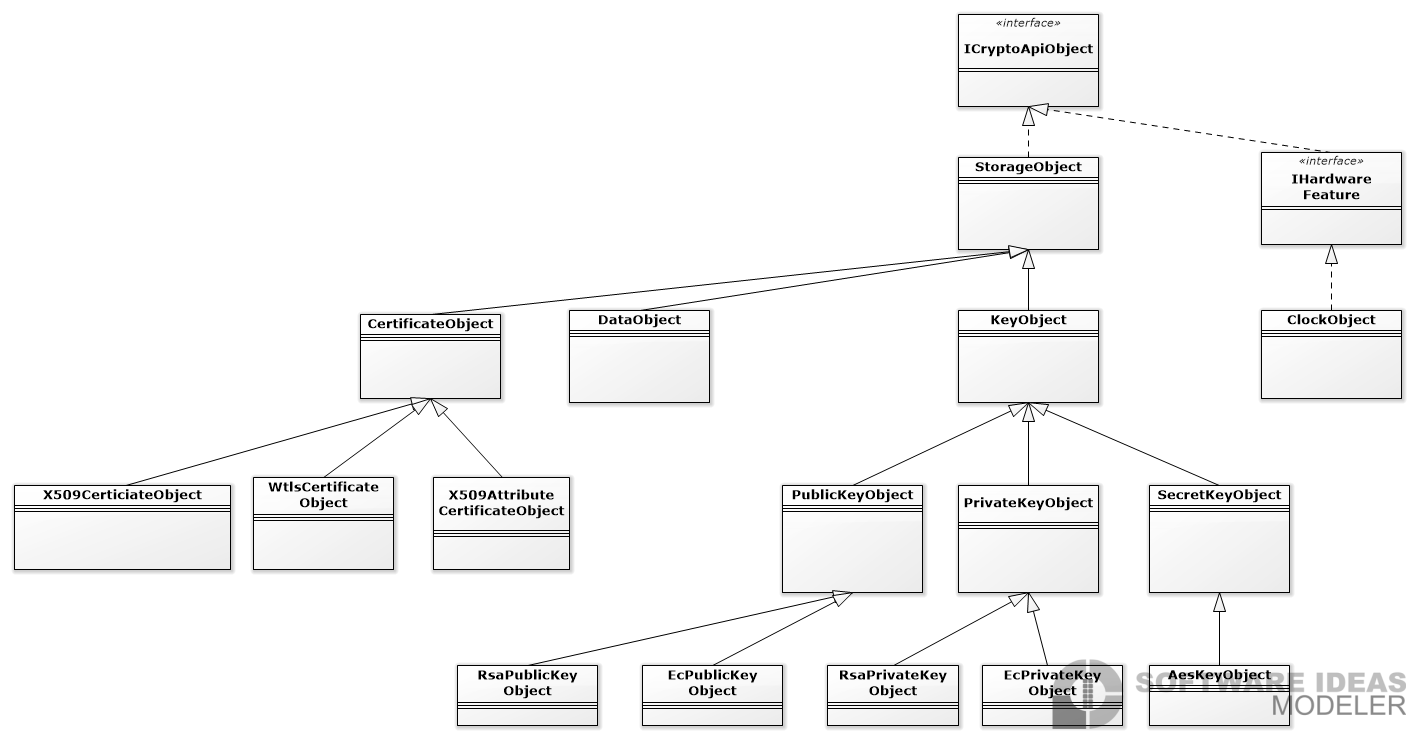 «interface»
ICryptoApiObject
StorageObject
«interface»
IHardware
Feature
CertificateObject
DataObject
KeyObject
ClockObject
X509CerticiateObject
WtlsCertificate
Object
X509Attribute
CertificateObject
PublicKeyObject
PrivateKeyObject
SecretKeyObject
RsaPublicKey
Object
EcPublicKey
Object
RsaPrivateKey
Object
EcPrivateKey
Object
AesKeyObject
SOFTWARE IDEAS
MODELER